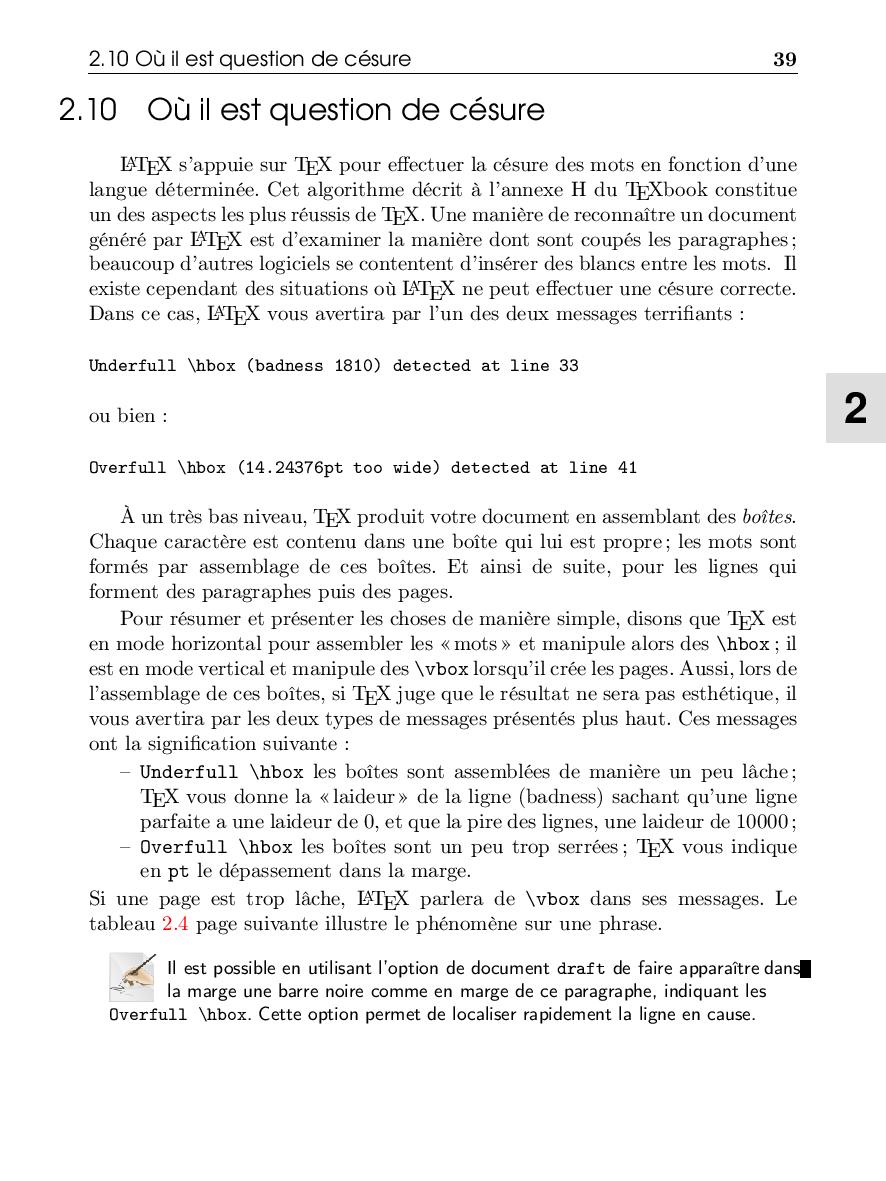 2.10 Où il est question de césure 39
2.10 Où il est question de césure
LATEX s'appuie sur TEX pour effectuer la césure des mots en fonction d'une
langue déterminée. Cet algorithme décrit à l'annexe H du TEXbook constitue
un des aspects les plus réussis de TEX. Une manière de reconnaître un document
généré par LATEX est d'examiner la manière dont sont coupés les paragraphes ;
beaucoup d'autres logiciels se contentent d'insérer des blancs entre les mots. Il
existe cependant des situations où LATEX ne peut effectuer une césure correcte.
Dans ce cas, LATEX vous avertira par l'un des deux messages terrifiants :
Underfull \hbox (badness 1810) detected at line 33
2
ou bien :
Overfull \hbox (14.24376pt too wide) detected at line 41
À un très bas niveau, TEX produit votre document en assemblant des boîtes.
Chaque caractère est contenu dans une boîte qui lui est propre ; les mots sont
formés par assemblage de ces boîtes. Et ainsi de suite, pour les lignes qui
forment des paragraphes puis des pages.
Pour résumer et présenter les choses de manière simple, disons que TEX est
en mode horizontal pour assembler les « mots » et manipule alors des \hbox ; il
est en mode vertical et manipule des \vbox lorsqu'il crée les pages. Aussi, lors de
l'assemblage de ces boîtes, si TEX juge que le résultat ne sera pas esthétique, il
vous avertira par les deux types de messages présentés plus haut. Ces messages
ont la signification suivante :
– Underfull \hbox les boîtes sont assemblées de manière un peu lâche ;
TEX vous donne la « laideur » de la ligne (badness) sachant qu'une ligne
parfaite a une laideur de 0, et que la pire des lignes, une laideur de 10000 ;
– Overfull \hbox les boîtes sont un peu trop serrées ; TEX vous indique
en pt le dépassement dans la marge.
Si une page est trop lâche, LATEX parlera de \vbox dans ses messages. Le
tableau 2.4 page suivante illustre le phénomène sur une phrase.
Il est possible en utilisant l'option de document draft de faire apparaître dans
la marge une barre noire comme en marge de ce paragraphe, indiquant les
Overfull \hbox. Cette option permet de localiser rapidement la ligne en cause.